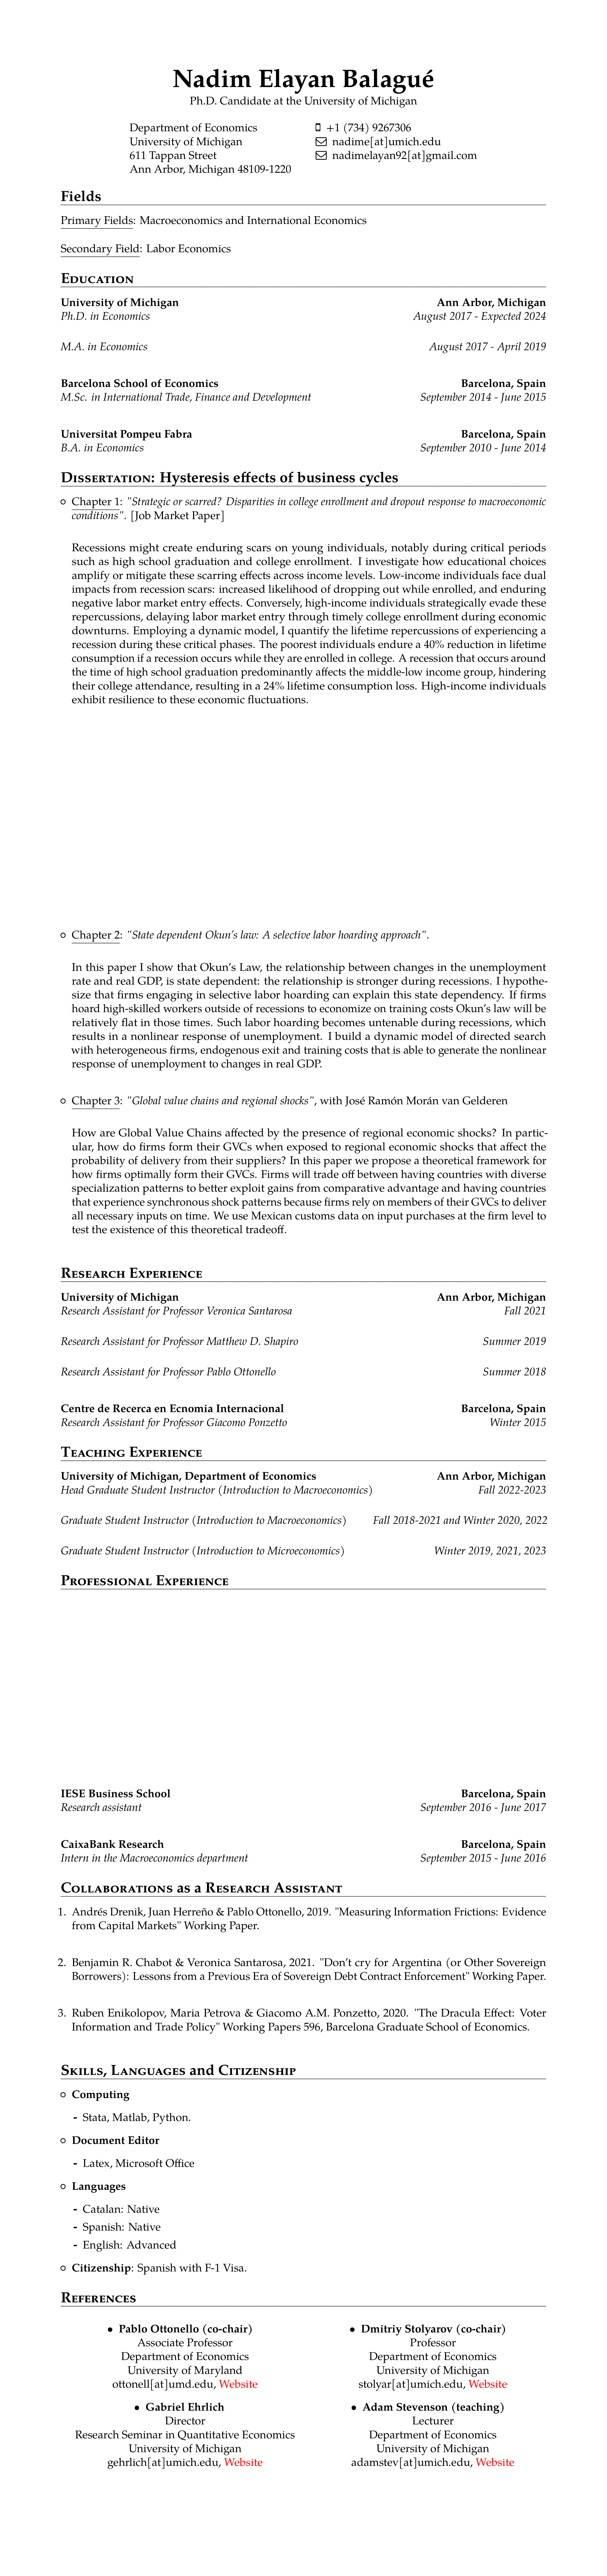 Nadim Elayan Balagué
Ph.D. Candidate at the University of Michigan
Department of Economics
University of Michigan
611 Tappan Street
Ann Arbor, Michigan 48109-1220
+1 (734) 9267306
nadime[at]umich.edu
nadimelayan92[at]gmail.com
Fields
Primary Fields: Macroeconomics and International Economics
Secondary Field: Labor Economics
Education
University of Michigan Ann Arbor, Michigan
Ph.D. in Economics August 2017 - Expected 2024
M.A. in Economics August 2017 - April 2019
Barcelona School of Economics Barcelona, Spain
M.Sc. in International Trade, Finance and Development September 2014 - June 2015
Universitat Pompeu Fabra Barcelona, Spain
B.A. in Economics September 2010 - June 2014
Dissertation: Hysteresis effects of business cycles
Chapter 1: "Strategic or scarred? Disparities in college enrollment and dropout response to macroeconomic
conditions". [Job Market Paper]
Recessions might create enduring scars on young individuals, notably during critical periods
such as high school graduation and college enrollment. I investigate how educational choices
amplify or mitigate these scarring effects across income levels. Low-income individuals face dual
impacts from recession scars: increased likelihood of dropping out while enrolled, and enduring
negative labor market entry effects. Conversely, high-income individuals strategically evade these
repercussions, delaying labor market entry through timely college enrollment during economic
downturns. Employing a dynamic model, I quantify the lifetime repercussions of experiencing a
recession during these critical phases. The poorest individuals endure a 40% reduction in lifetime
consumption if a recession occurs while they are enrolled in college. A recession that occurs around
the time of high school graduation predominantly affects the middle-low income group, hindering
their college attendance, resulting in a 24% lifetime consumption loss. High-income individuals
exhibit resilience to these economic fluctuations.
Chapter 2: "State dependent Okun's law: A selective labor hoarding approach".
In this paper I show that Okun's Law, the relationship between changes in the unemployment
rate and real GDP, is state dependent: the relationship is stronger during recessions. I hypothe-
size that firms engaging in selective labor hoarding can explain this state dependency. If firms
hoard high-skilled workers outside of recessions to economize on training costs Okun's law will be
relatively flat in those times. Such labor hoarding becomes untenable during recessions, which
results in a nonlinear response of unemployment. I build a dynamic model of directed search
with heterogeneous firms, endogenous exit and training costs that is able to generate the nonlinear
response of unemployment to changes in real GDP.
Chapter 3: "Global value chains and regional shocks", with José Ramón Morán van Gelderen
How are Global Value Chains affected by the presence of regional economic shocks? In partic-
ular, how do firms form their GVCs when exposed to regional economic shocks that affect the
probability of delivery from their suppliers? In this paper we propose a theoretical framework for
how firms optimally form their GVCs. Firms will trade off between having countries with diverse
specialization patterns to better exploit gains from comparative advantage and having countries
that experience synchronous shock patterns because firms rely on members of their GVCs to deliver
all necessary inputs on time. We use Mexican customs data on input purchases at the firm level to
test the existence of this theoretical tradeoff.
Research Experience
University of Michigan Ann Arbor, Michigan
Research Assistant for Professor Veronica Santarosa Fall 2021
Research Assistant for Professor Matthew D. Shapiro Summer 2019
Research Assistant for Professor Pablo Ottonello Summer 2018
Centre de Recerca en Ecnomia Internacional Barcelona, Spain
Research Assistant for Professor Giacomo Ponzetto Winter 2015
Teaching Experience
University of Michigan, Department of Economics Ann Arbor, Michigan
Head Graduate Student Instructor (Introduction to Macroeconomics) Fall 2022-2023
Graduate Student Instructor (Introduction to Macroeconomics) Fall 2018-2021 and Winter 2020, 2022
Graduate Student Instructor (Introduction to Microeconomics) Winter 2019, 2021, 2023
Professional Experience
IESE Business School Barcelona, Spain
Research assistant September 2016 - June 2017
CaixaBank Research Barcelona, Spain
Intern in the Macroeconomics department September 2015 - June 2016
Collaborations as a Research Assistant
1. Andrés Drenik, Juan Herreño & Pablo Ottonello, 2019. "Measuring Information Frictions: Evidence
from Capital Markets" Working Paper.
2. Benjamin R. Chabot & Veronica Santarosa, 2021. "Don't cry for Argentina (or Other Sovereign
Borrowers): Lessons from a Previous Era of Sovereign Debt Contract Enforcement" Working Paper.
3. Ruben Enikolopov, Maria Petrova & Giacomo A.M. Ponzetto, 2020. "The Dracula Effect: Voter
Information and Trade Policy" Working Papers 596, Barcelona Graduate School of Economics.
Skills, Languages and Citizenship
Computing
- Stata, Matlab, Python.
Document Editor
- Latex, Microsoft Office
Languages
- Catalan: Native
- Spanish: Native
- English: Advanced
Citizenship: Spanish with F-1 Visa.
References
• Pablo Ottonello (co-chair)
Associate Professor
Department of Economics
University of Maryland
ottonell[at]umd.edu, Website
• Dmitriy Stolyarov (co-chair)
Professor
Department of Economics
University of Michigan
stolyar[at]umich.edu, Website
• Gabriel Ehrlich
Director
Research Seminar in Quantitative Economics
University of Michigan
gehrlich[at]umich.edu, Website
• Adam Stevenson (teaching)
Lecturer
Department of Economics
University of Michigan
adamstev[at]umich.edu, Website